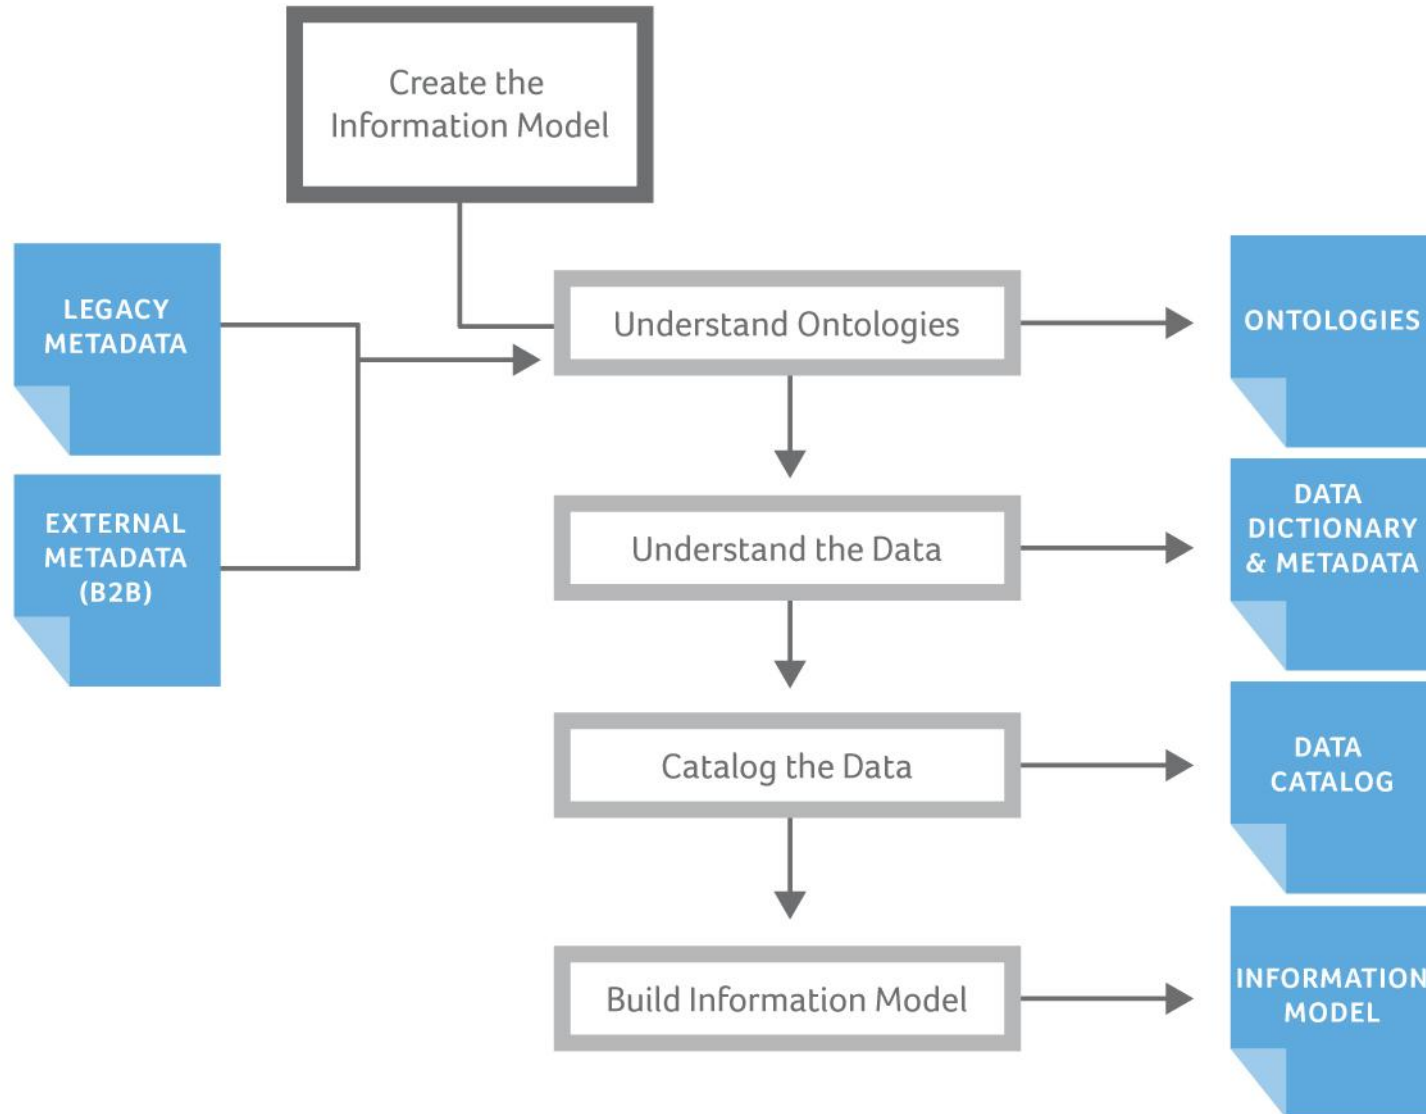 Create the
Information Model
LEGACY
METADATA
EXTERNAL
METADATA
(B2B)
Understand Ontologies
ONTOLOGIES
Understand the Data
DATA
DICTIONARY
& METADATA
Catalog the Data
DATA
CATALOG
Build Information Model
INFORMATION
MODEL